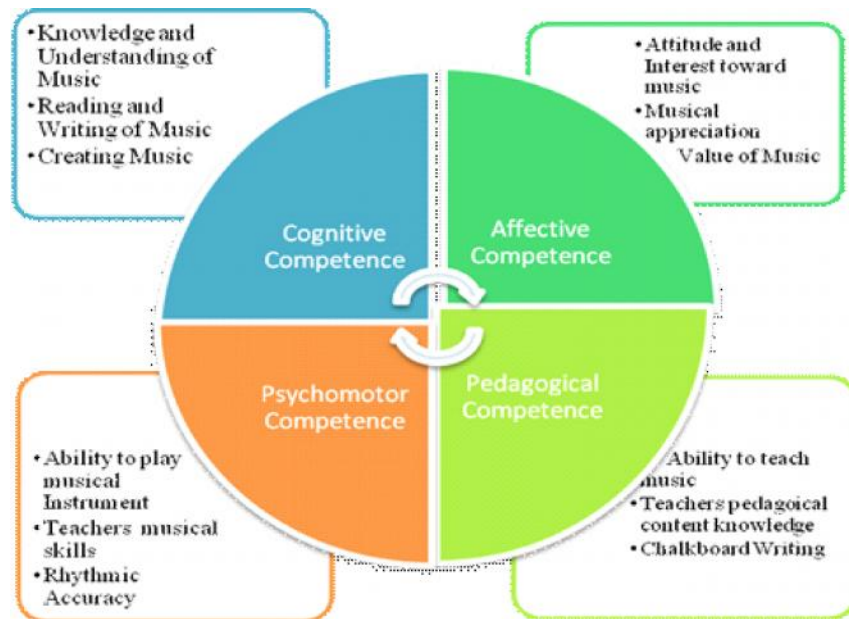 •Knowledge and
Understanding of
Music
•Reading and
Writing of Music
•Creating Music
•Attitude and
Interest toward
music
•Musical
appreciation
Value of Music
Cognitive
Competence
Affective
Competence
Psychomotor
Competence
Pedagogical
Competence
•Ability to play
musical
Instrument
•Teachers musical
skills
•Rhythmic
Accuracy
Ability to teach
music
•Teachers pedagoical
content knowledge
•Chalkboard Writing